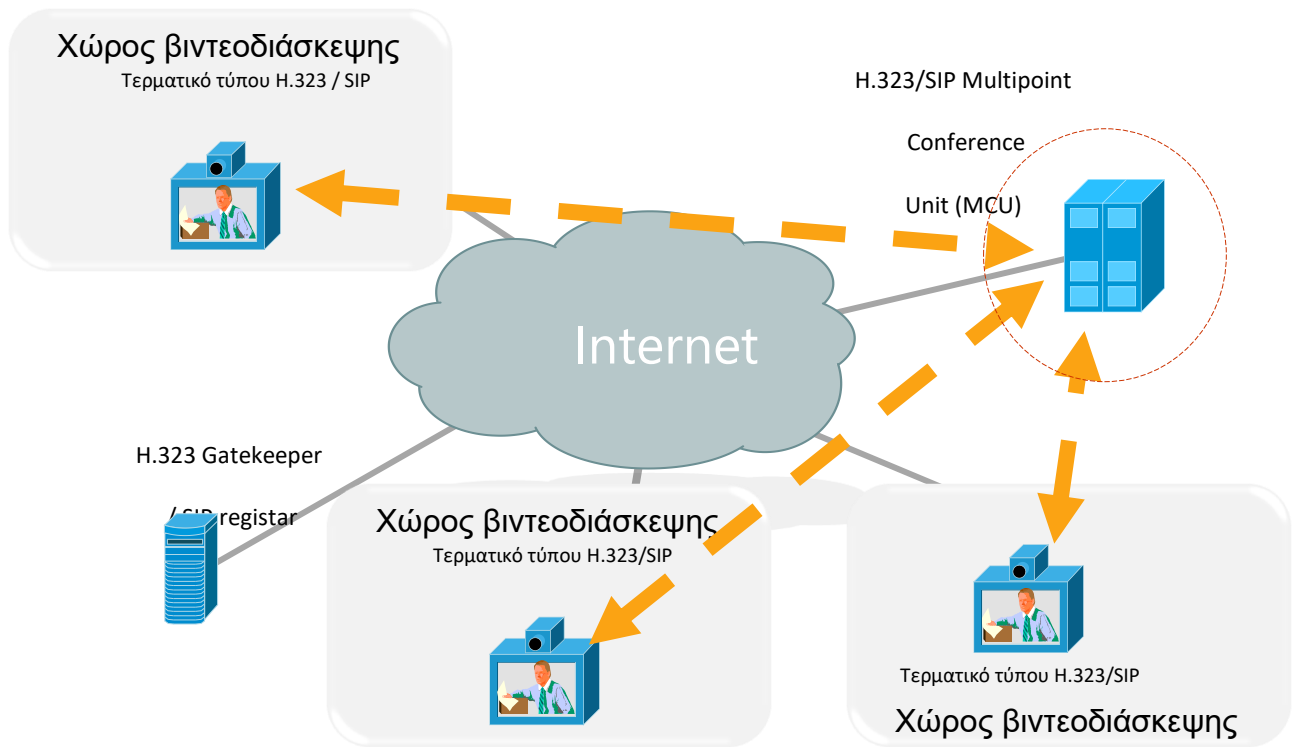 Χώρος βιντεοδιάσκεψης
Τερματικό τύπου H.323 / SIP
H.323/SIP Multipoint
Conference
Unit (MCU)
Internet
H.323 Gatekeeper
/ SIP registar
Χώρος βιντεοδιάσκεψης
Τερματικό τύπου H.323/SIP
Τερματικό τύπου H.323/SIP
Χώρος βιντεοδιάσκεψης